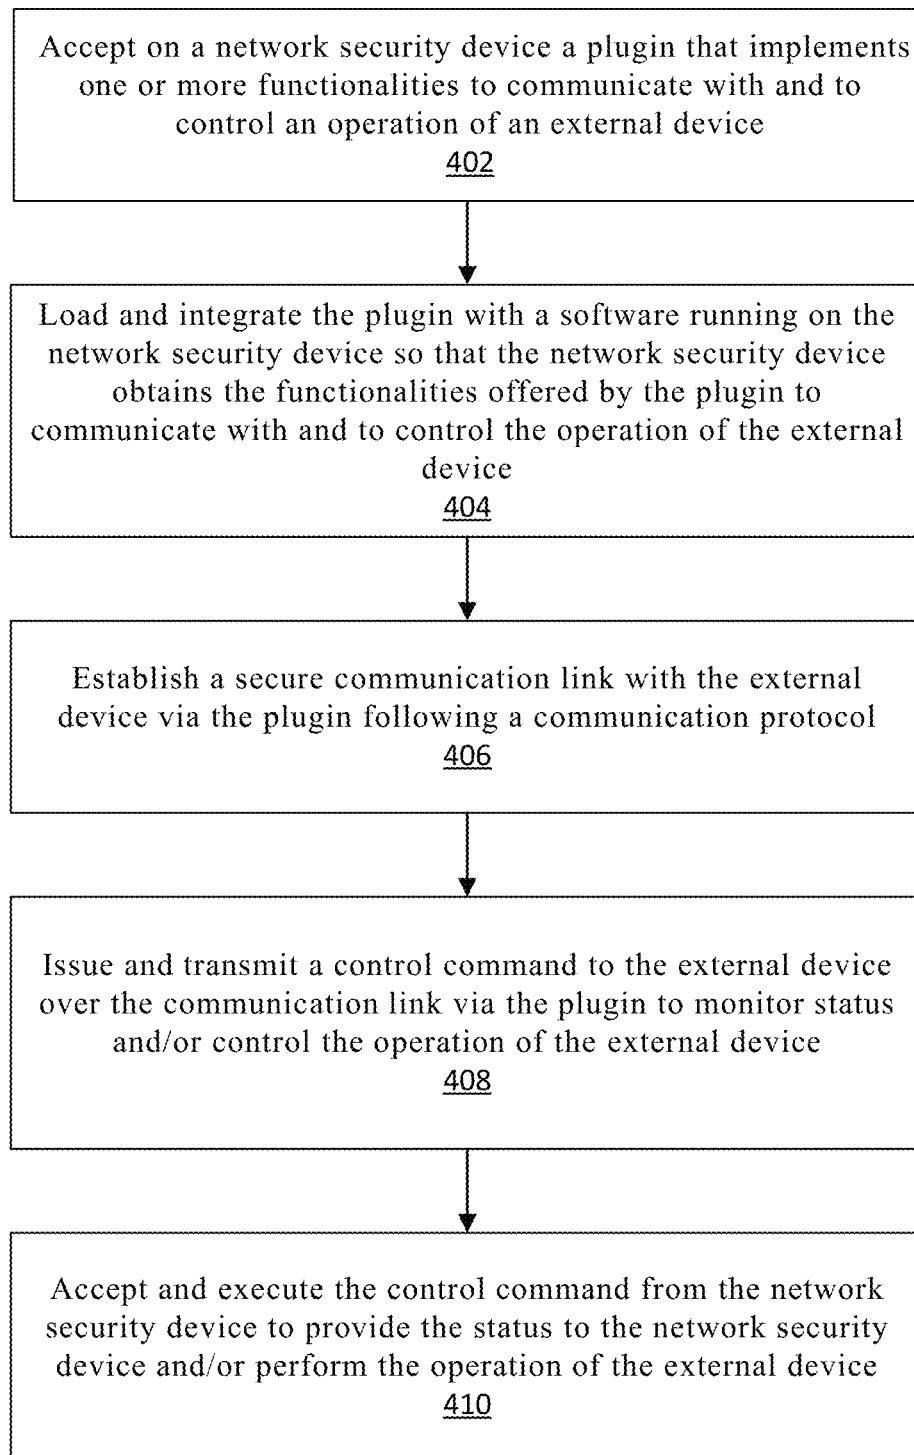 Accept on a network security device a plugin that implements
one or more functionalities to communicate with and to
control an operation of an external device
402
Load and integrate the plugin with a software running on the
network security device so that the network security device
obtains the functionalities offered by the plugin to
communicate with and to control the operation of the external
device
404
Establish a secure communication link with the external
device via the plugin following a communication protocol
406
Issue and transmit a control command to the external device
over the communication link via the plugin to monitor status
and/or control the operation of the external device
408
Accept and execute the control command from the network
security device to provide the status to the network security
device and/or perform the operation of the external device
410